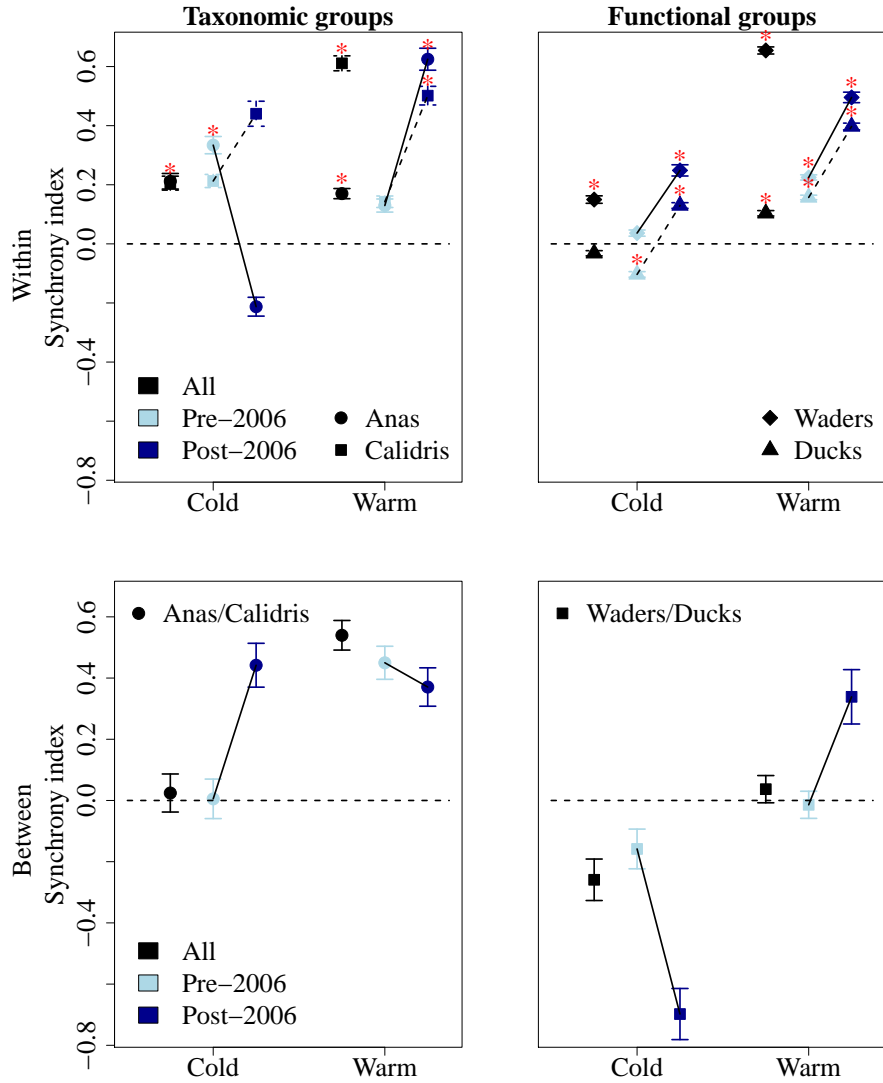 Taxonomic groups
Functional groups
Within
Synchrony index
0.6
0.4
0.2
0.0
−0.4
−0.8
* * * * * *
* * * * * * * * * *
All
Pre−2006
Post−2006
Anas
Calidris
Waders
Ducks
Cold
Warm
Cold
Warm
Between
Synchrony index
0.6
0.4
0.2
0.0
−0.4
−0.8
Anas/Calidris
Waders/Ducks
All
Pre−2006
Post−2006
Cold
Warm
Cold
Warm